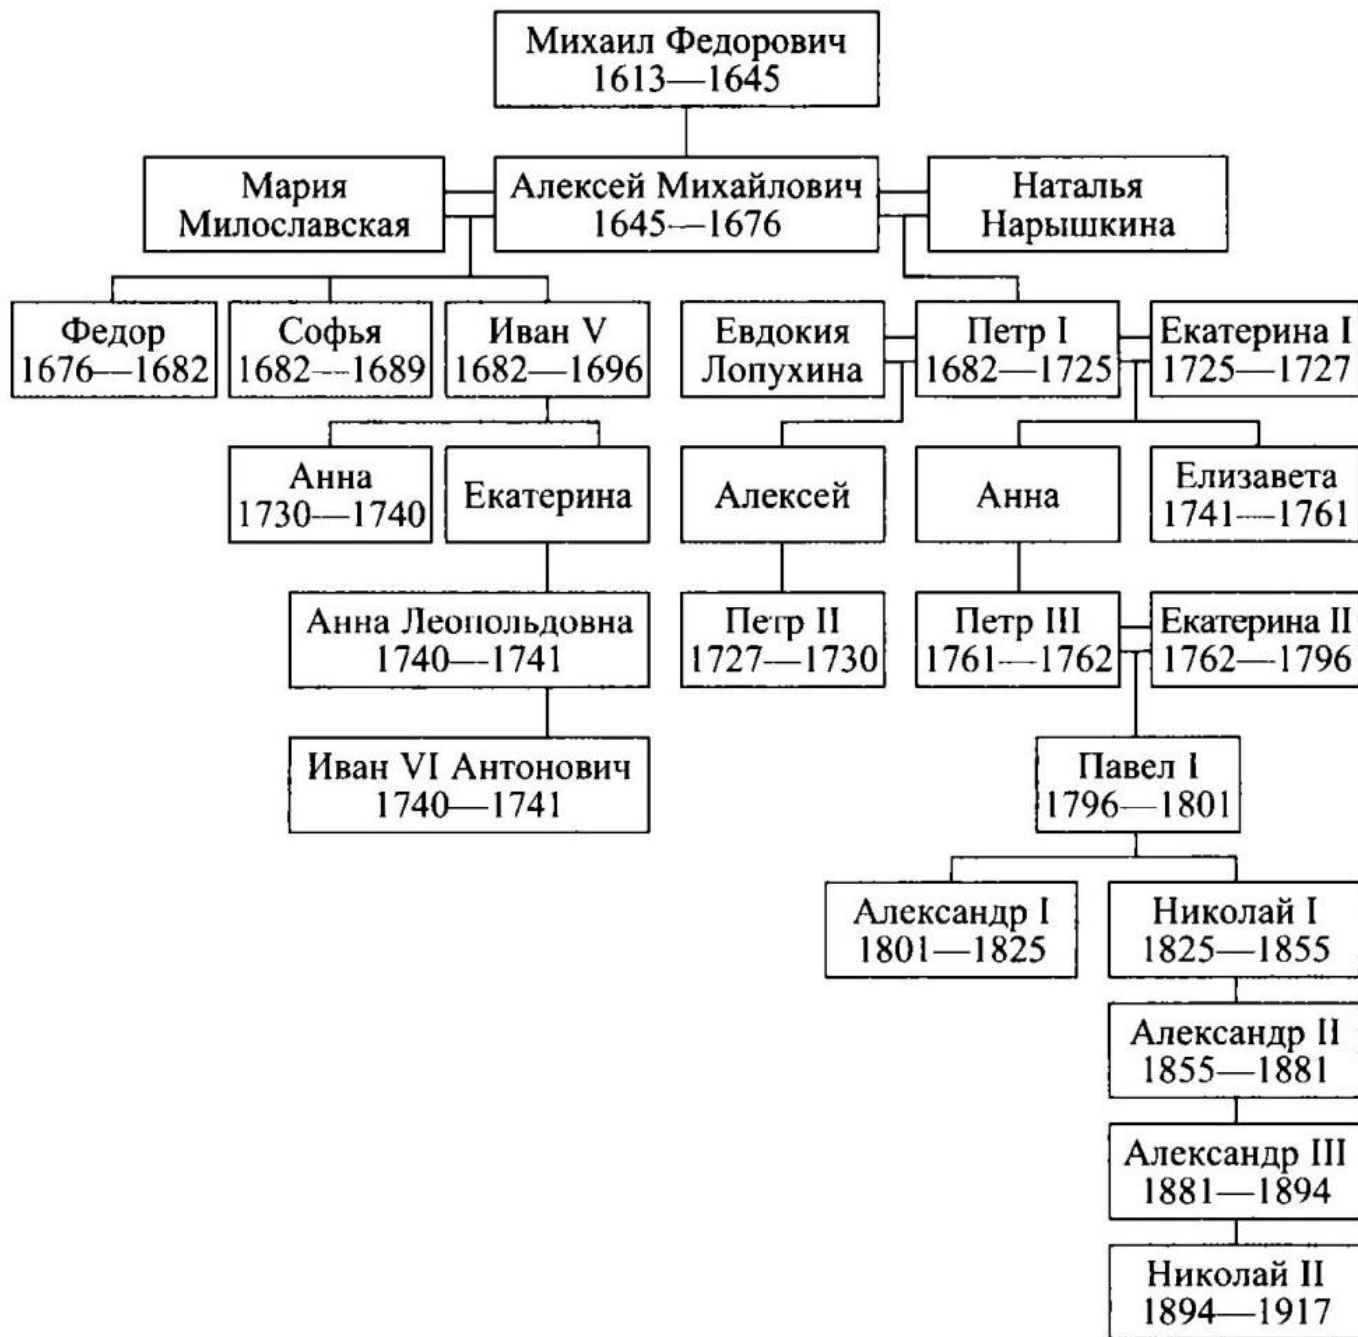 Михаил Федорович
1613—1645
Мария
Милославская
Алексей Михайлович
1645—1676
Наталья
Нарышкина
Федор
1676—1682
Софья
1682—1689
Иван V
1682—1696
Евдокия
Лопухина
Петр I
1682—1725
Екатерина I
1725—1727
Анна
1730—1740
Екатерина
Алексей
Анна
Елизавета
1741—1761
Анна Леопольдовна
1740—1741
Петр II
1727—1730
Петр III
1761—1762
Екатерина II
1762—1796
Иван VI Антонович
1740—1741
Павел I
1796—1801
Александр I
1801—1825
Николай I
1825—1855
Александр II
1855—1881
Александр III
1881—1894
Николай II
1894—1917